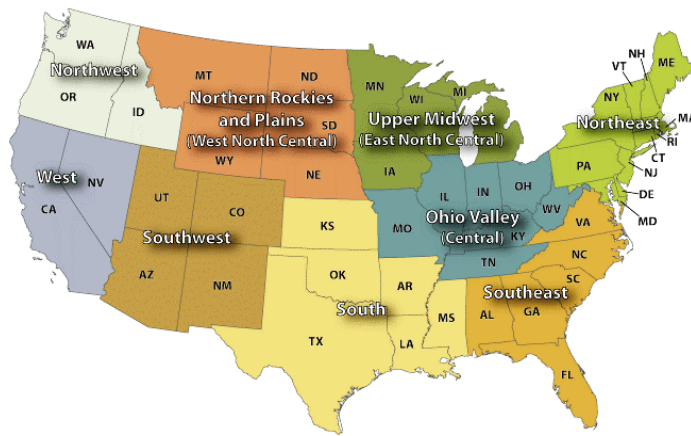 WA
Northwest
OR
ID
MT
ND
Northern Rockies
and Plains
(West North Central)
SD
WY
NE
MN
WI
MI
Upper Midwest
(East North Central)
IA
NH
VT
ME
NY
Northeast
MA
RI
CT
PA
NJ
DE
MD
West
NV
CA
UT
CO
Southwest
AZ
NM
KS
OK
AR
South
TX
LA
MS
IL
IN
OH
WV
Ohio Valley
(Central)
MO
KY
TN
VA
NC
SC
Southeast
AL
GA
FL